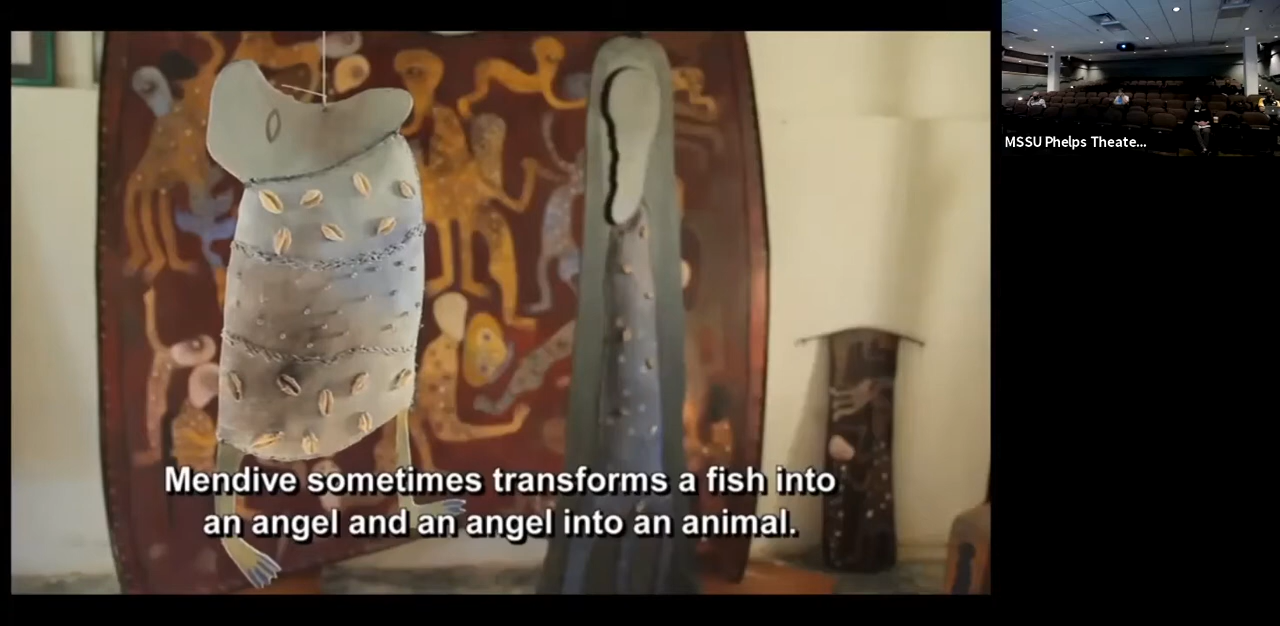 MSSU Phelps Theate...
Mendive sometimes transforms a fish into
an angel and an angel into an animal.